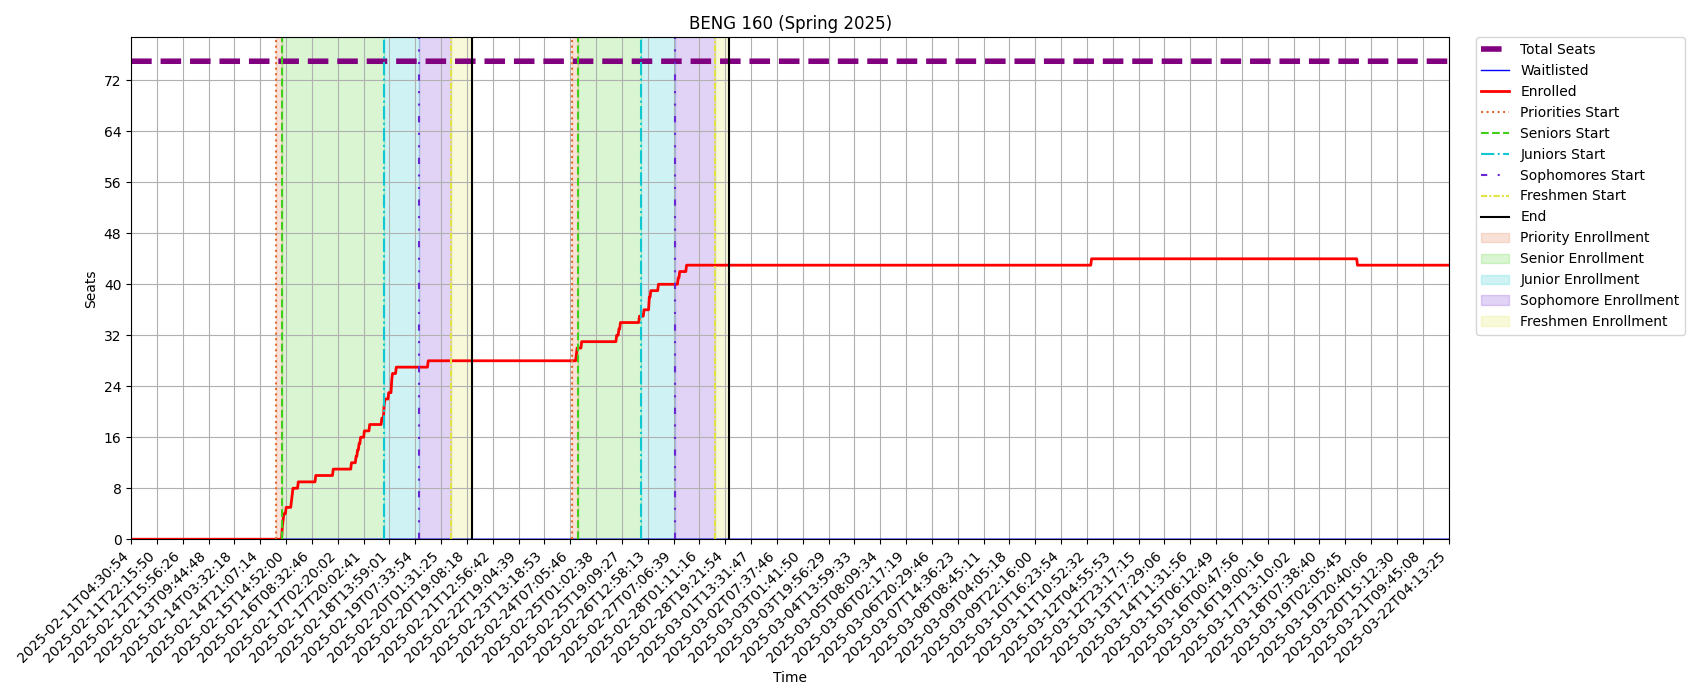 BENG 160 (Spring 2025)
Total Seats
Waitlisted
Enrolled
Priorities Start
Seniors Start
Juniors Start
Sophomores Start
Freshmen Start
End
Priority Enrollment
Senior Enrollment
Junior Enrollment
Sophomore Enrollment
Freshmen Enrollment
Seats
72
64
56
48
40
32
24
16
8
0
2025-02-11T04:30:54
2025-02-11T22:15:50
2025-02-12T15:56:26
2025-02-13T09:44:48
2025-02-14T03:32:18
2025-02-14T21:07:14
2025-02-15T14:52:00
2025-02-16T08:32:46
2025-02-17T02:20:02
2025-02-17T20:02:41
2025-02-18T13:59:01
2025-02-19T07:33:54
2025-02-20T01:31:25
2025-02-20T19:08:18
2025-02-21T12:56:42
2025-02-22T19:04:39
2025-02-23T13:18:53
2025-02-24T07:05:46
2025-02-25T01:02:38
2025-02-25T19:09:27
2025-02-26T12:58:13
2025-02-27T07:06:39
2025-02-28T01:11:16
2025-02-28T19:21:54
2025-03-01T13:31:47
2025-03-02T07:37:46
2025-03-03T01:41:50
2025-03-03T19:56:29
2025-03-04T13:59:33
2025-03-05T08:09:34
2025-03-06T02:17:19
2025-03-06T20:29:46
2025-03-07T14:36:23
2025-03-08T08:45:11
2025-03-09T04:05:18
2025-03-09T22:16:00
2025-03-10T16:23:54
2025-03-11T10:52:32
2025-03-12T04:55:53
2025-03-12T23:17:15
2025-03-13T17:29:06
2025-03-14T11:31:56
2025-03-15T06:12:49
2025-03-16T00:47:56
2025-03-16T19:00:16
2025-03-17T13:10:02
2025-03-18T07:38:40
2025-03-19T02:05:45
2025-03-19T20:40:06
2025-03-20T15:12:30
2025-03-21T09:45:08
2025-03-22T04:13:25
Time